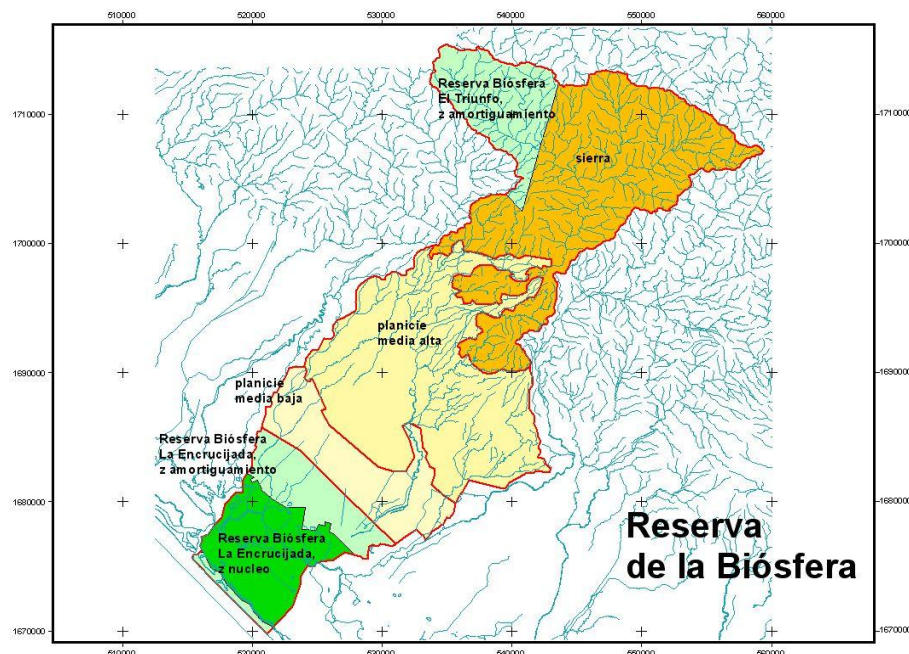 510000 520000 530000 540000 550000 560000
Reserva Biósfera
El Triunfo,
z amortiguamiento
1710000 1710000
sierra
1700000 1700000
planicie
media alta
1690000 1690000
planicie
media baja
Reserva Biósfera
La Encrucijada,
z amortiguamiento
1680000 1680000
Reserva Biósfera
La Encrucijada,
z nucleo
Reserva
de la Biósfera
1670000 1670000
510000 520000 530000 540000 550000 560000